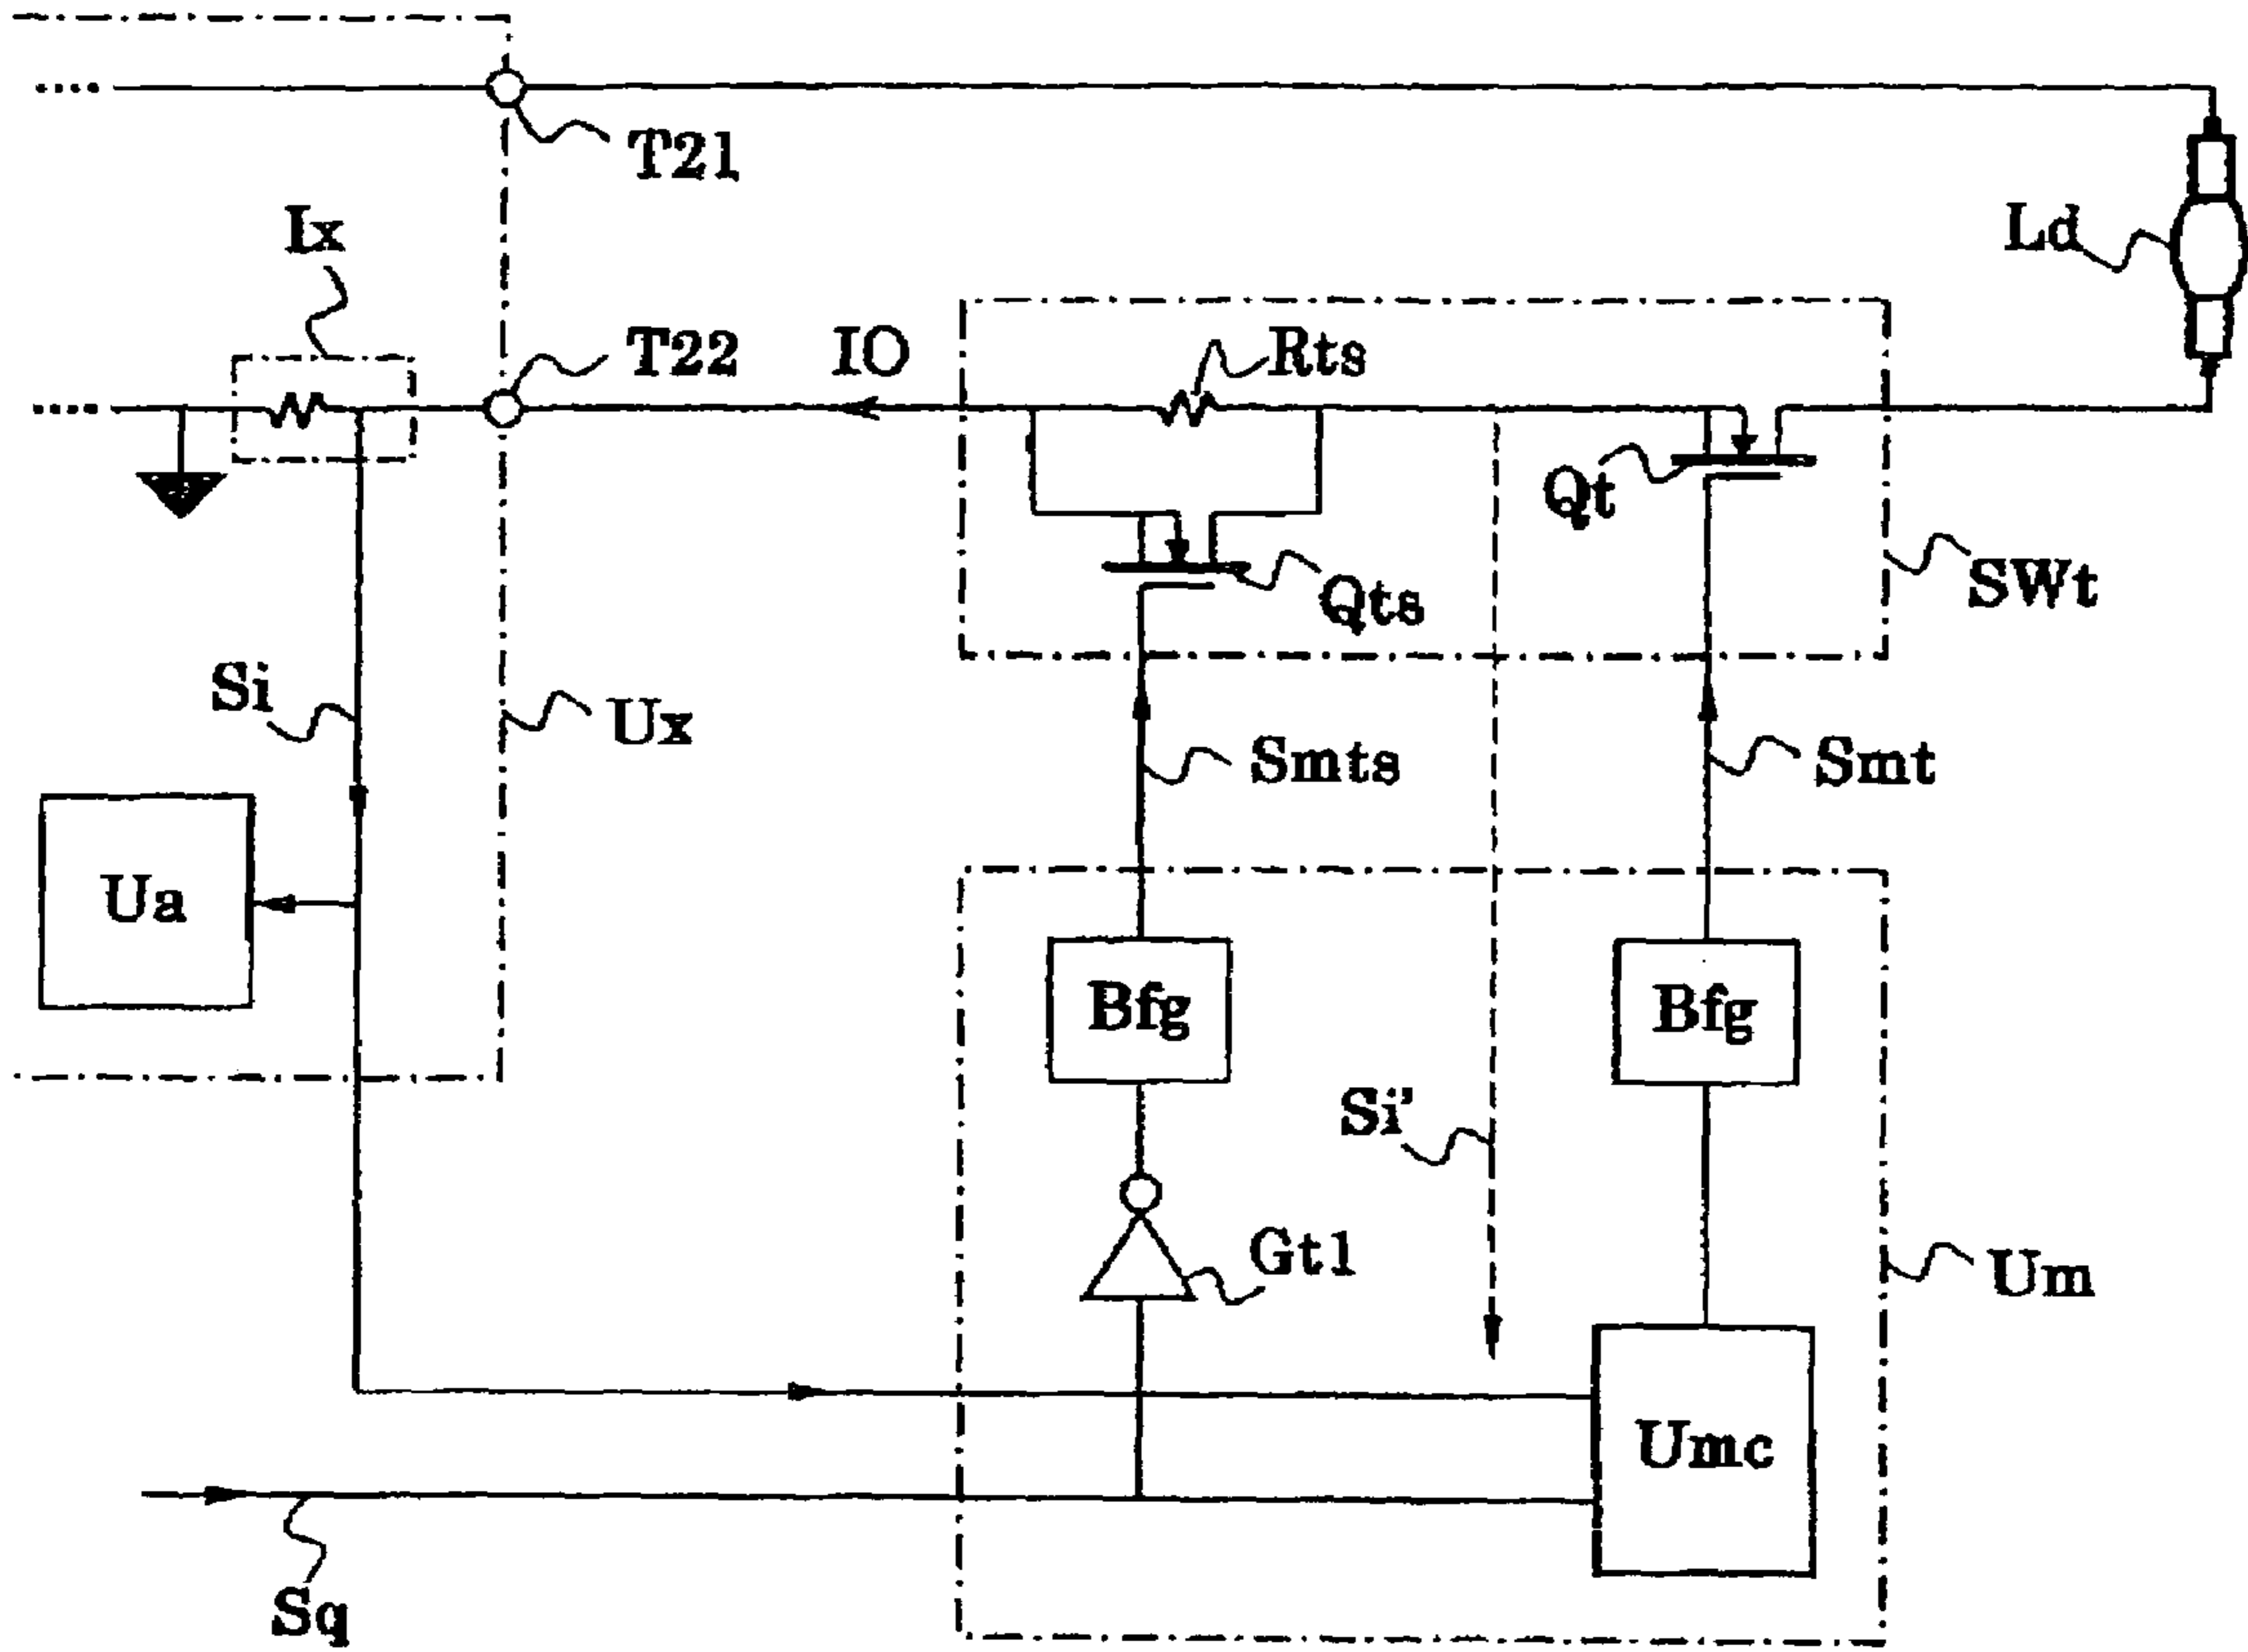 T21
Ix
Ld
T22
IO
Rts
Qt
Qts
SWt
Si
Ux
Smts
Smt
Ua
Bfg
Bfg
Si'
Gt1
Um
Umc
Sq